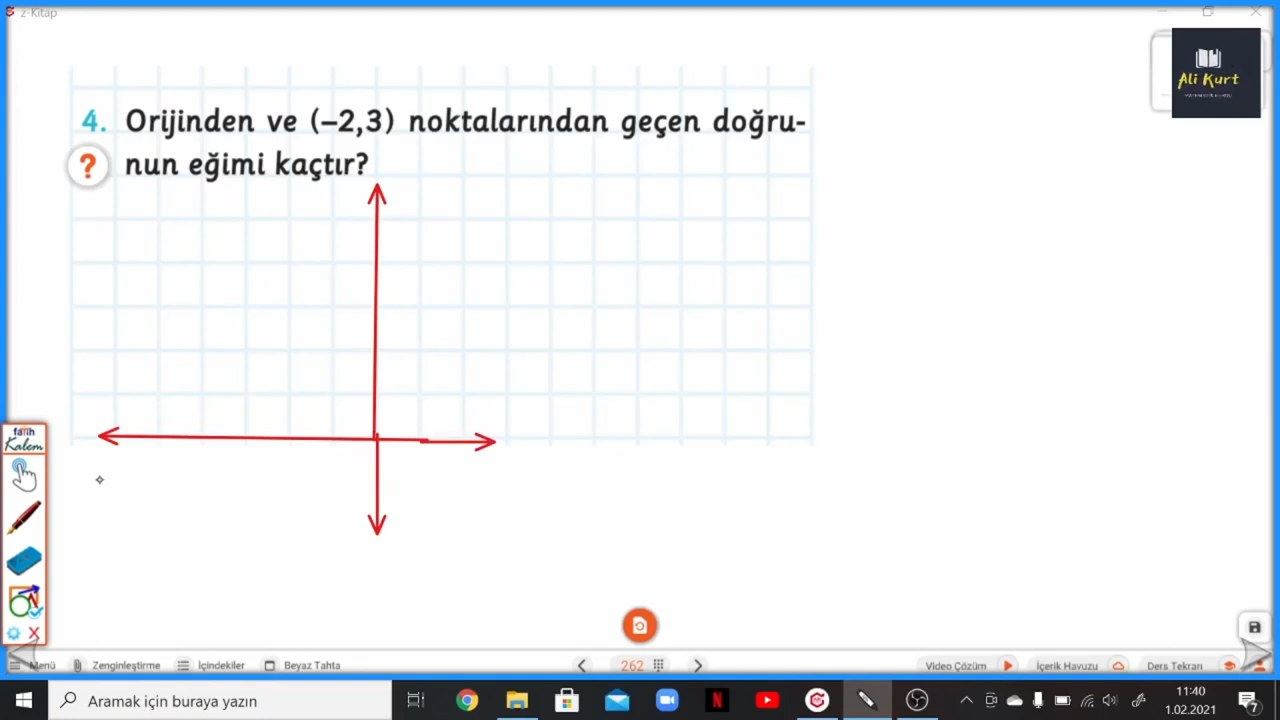 z-Kitap
Ali Kurt
4. Orijinden ve (–2,3) noktalarından geçen doğru-
? nun eğimi kaçtır?
fatih
Kalem
Menü
Zenginleştirme
İçindekiler
Beyaz Tahta
262
Video Çözüm
İçerik Havuzu
Ders Tekrarı
Aramak için buraya yazın
N
11:40
1.02.2021
7